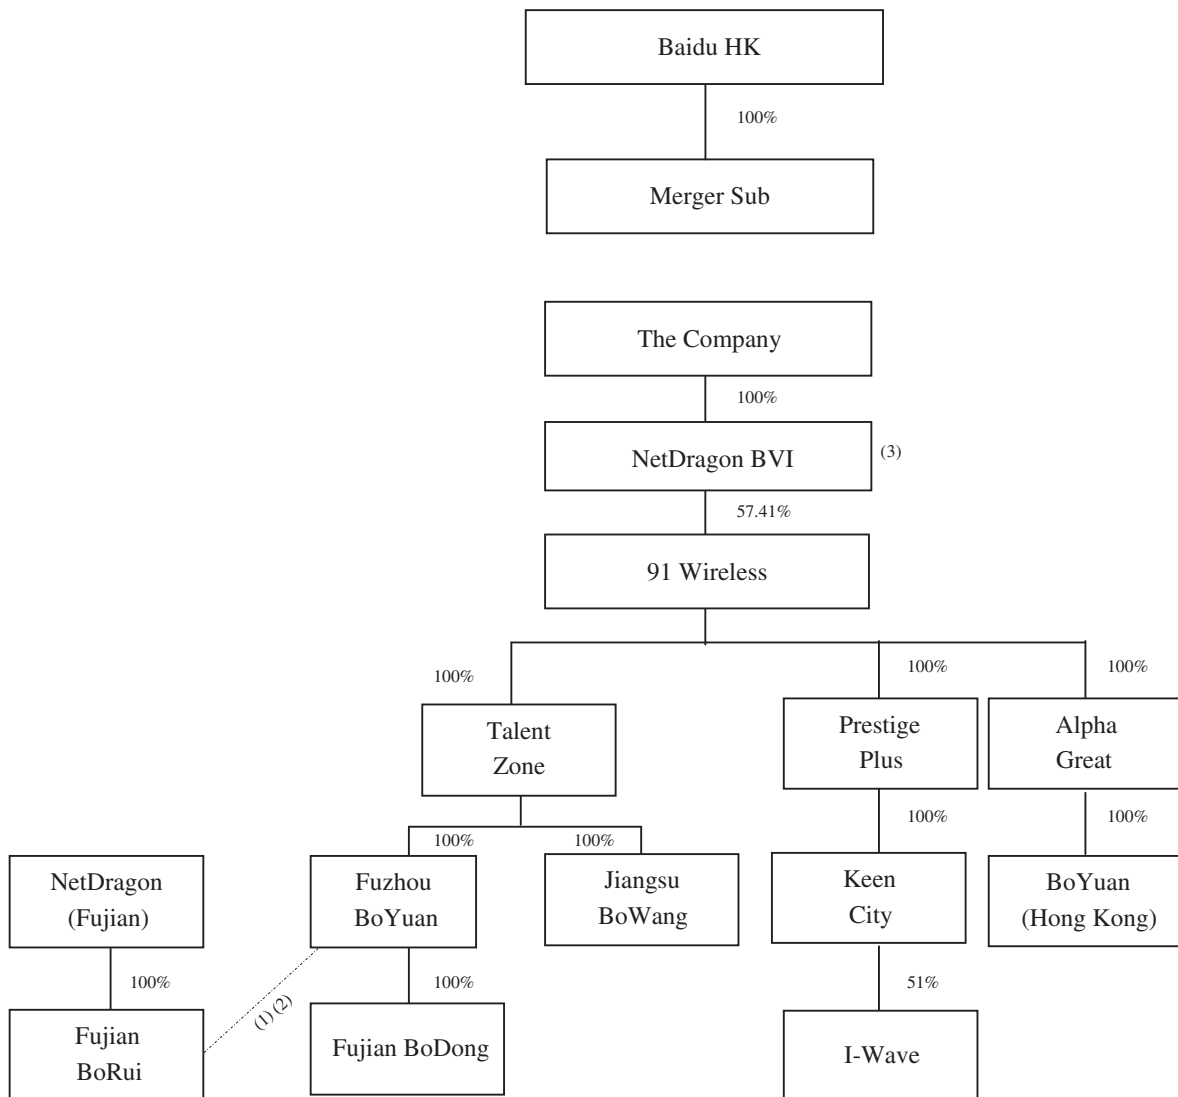 Baidu HK
100%
Merger Sub
The Company
100%
NetDragon BVI
(3)
57.41%
91 Wireless
100%
100%
100%
Talent
Zone
Prestige
Plus
Alpha
Great
100%
100%
100%
100%
NetDragon
(Fujian)
Fuzhou
BoYuan
Jiangsu
BoWang
Keen
City
BoYuan
(Hong Kong)
100%
(1) (2)
100%
51%
Fujian
BoRui
Fujian BoDong
I-Wave